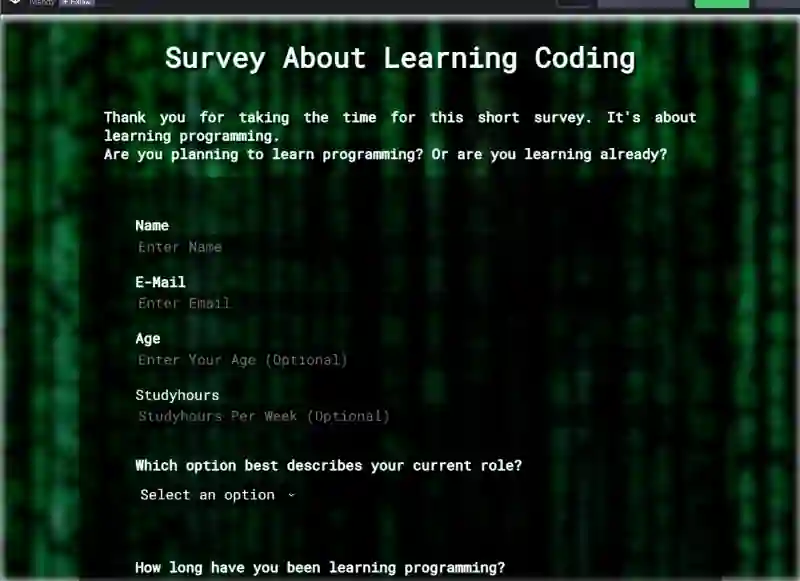 Mandy + Follow
Survey About Learning Coding
Thank you for taking the time for this short survey. It's about
learning programming.
Are you planning to learn programming? Or are you learning already?
Name
Enter Name
E-Mail
Enter Email
Age
Enter Your Age (Optional)
Studyhours
Studyhours Per Week (Optional)
Which option best describes your current role?
Select an option
How long have you been learning programming?